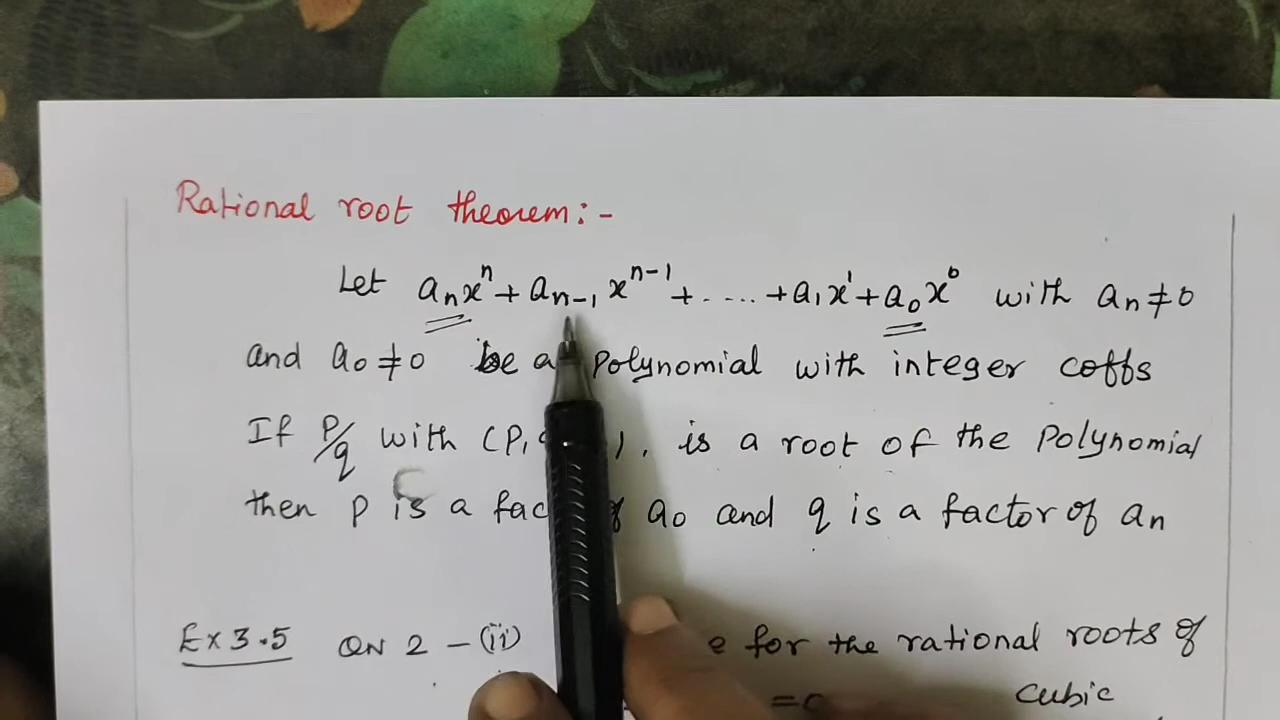 Rational root theorem:-
Let aₙxⁿ + aₙ₋₁xⁿ⁻¹ + ..... + a₁x¹ + a₀x⁰ with aₙ ≠ 0
and a₀ ≠ 0 be a polynomial with integer coffs
If P/q with (P, ), is a root of the polynomial
then P is a a₀ and q is a factor of aₙ
Ex 3.5 QN 2 - (ii) for the rational roots of
= cubic